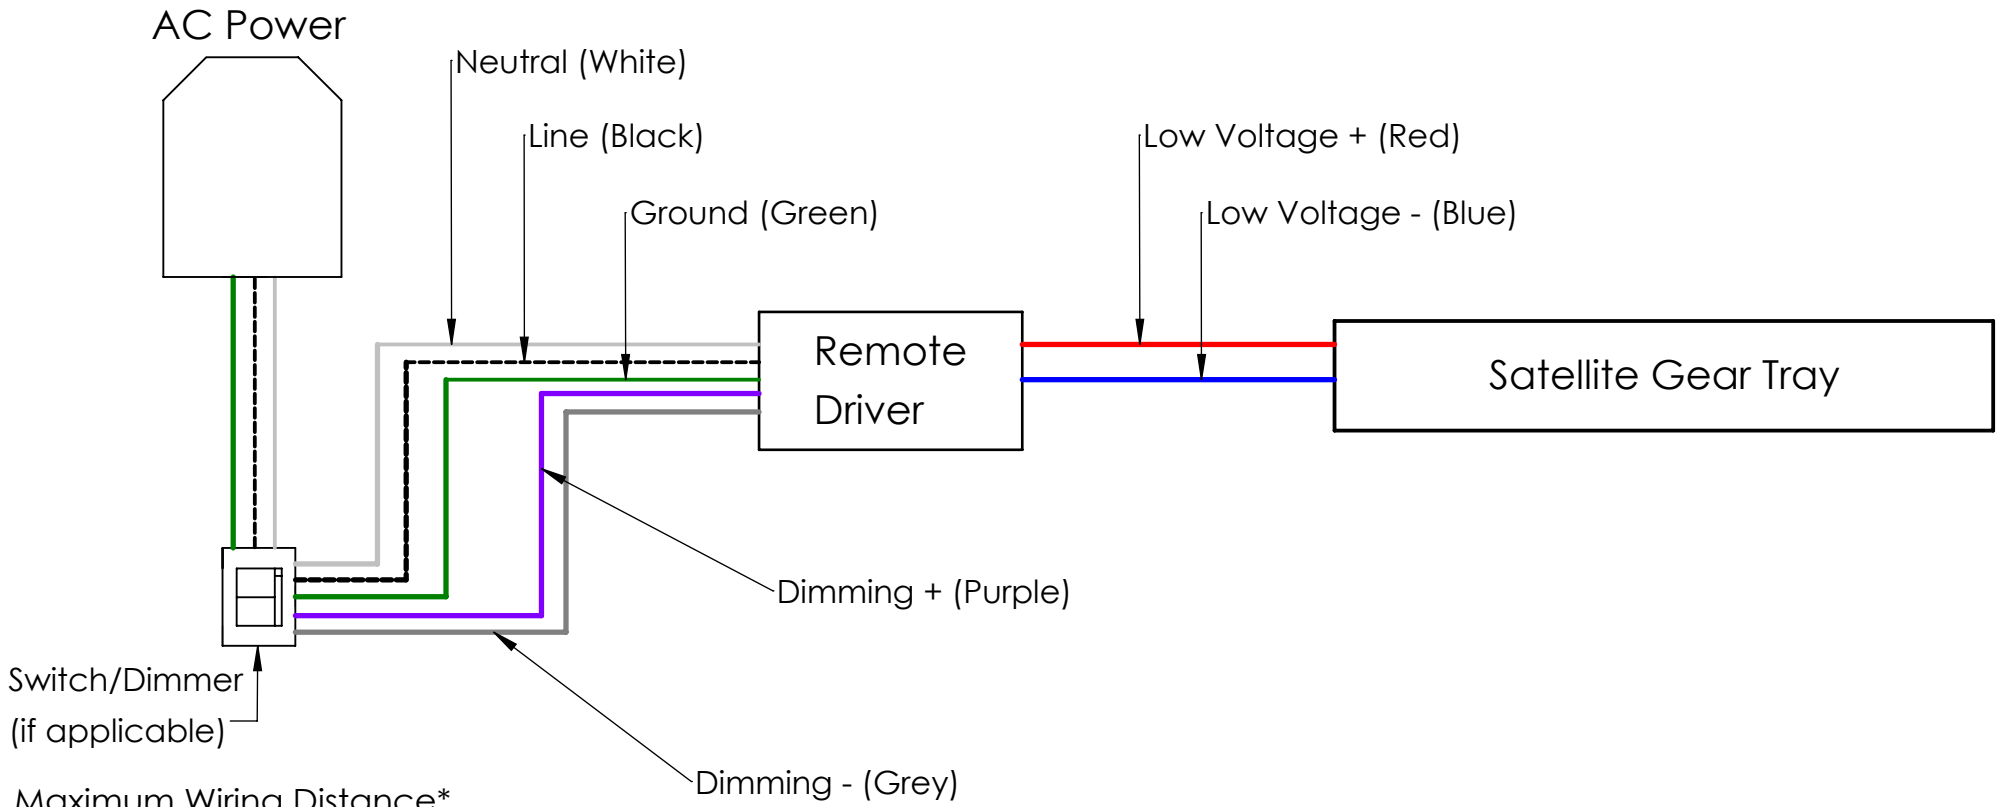 AC Power
Neutral (White)
Line (Black)
Low Voltage + (Red)
Ground (Green)
Low Voltage - (Blue)
Remote
Driver
Satellite Gear Tray
Dimming + (Purple)
Switch/Dimmer
(if applicable)
Dimming - (Grey)
Maximum Wiring Distance*